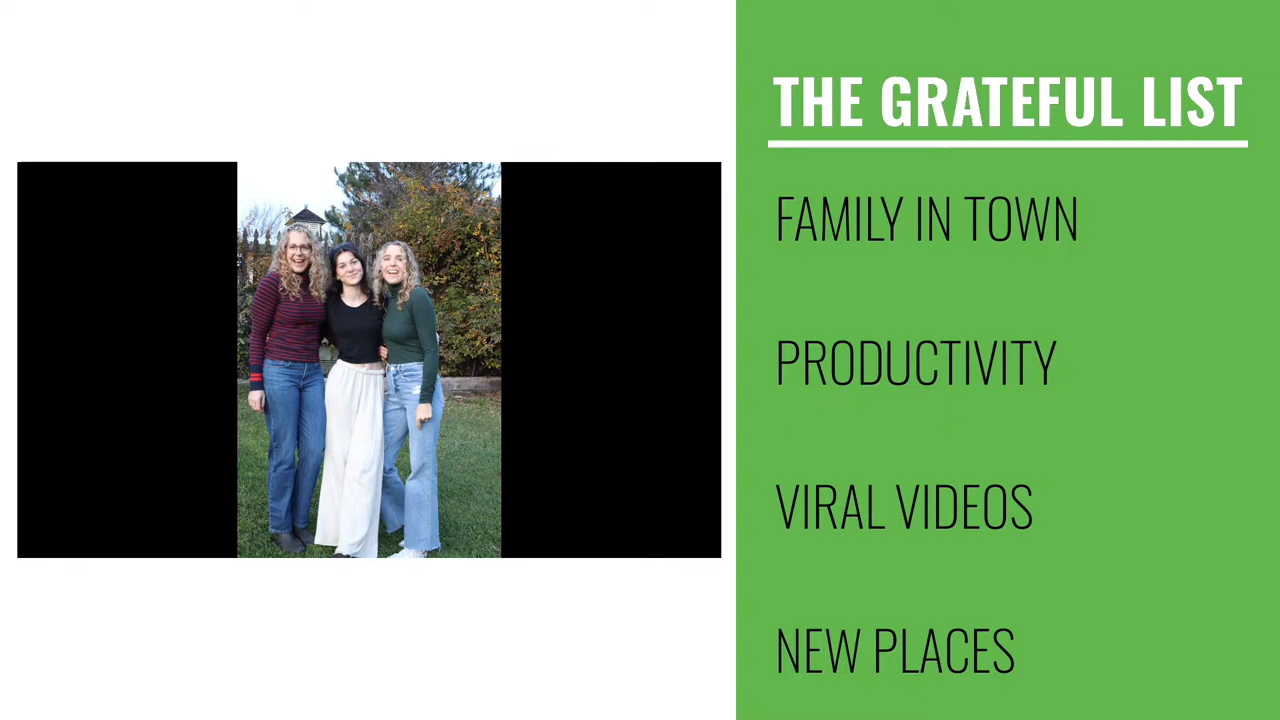 THE GRATEFUL LIST
FAMILY IN TOWN
PRODUCTIVITY
VIRAL VIDEOS
NEW PLACES